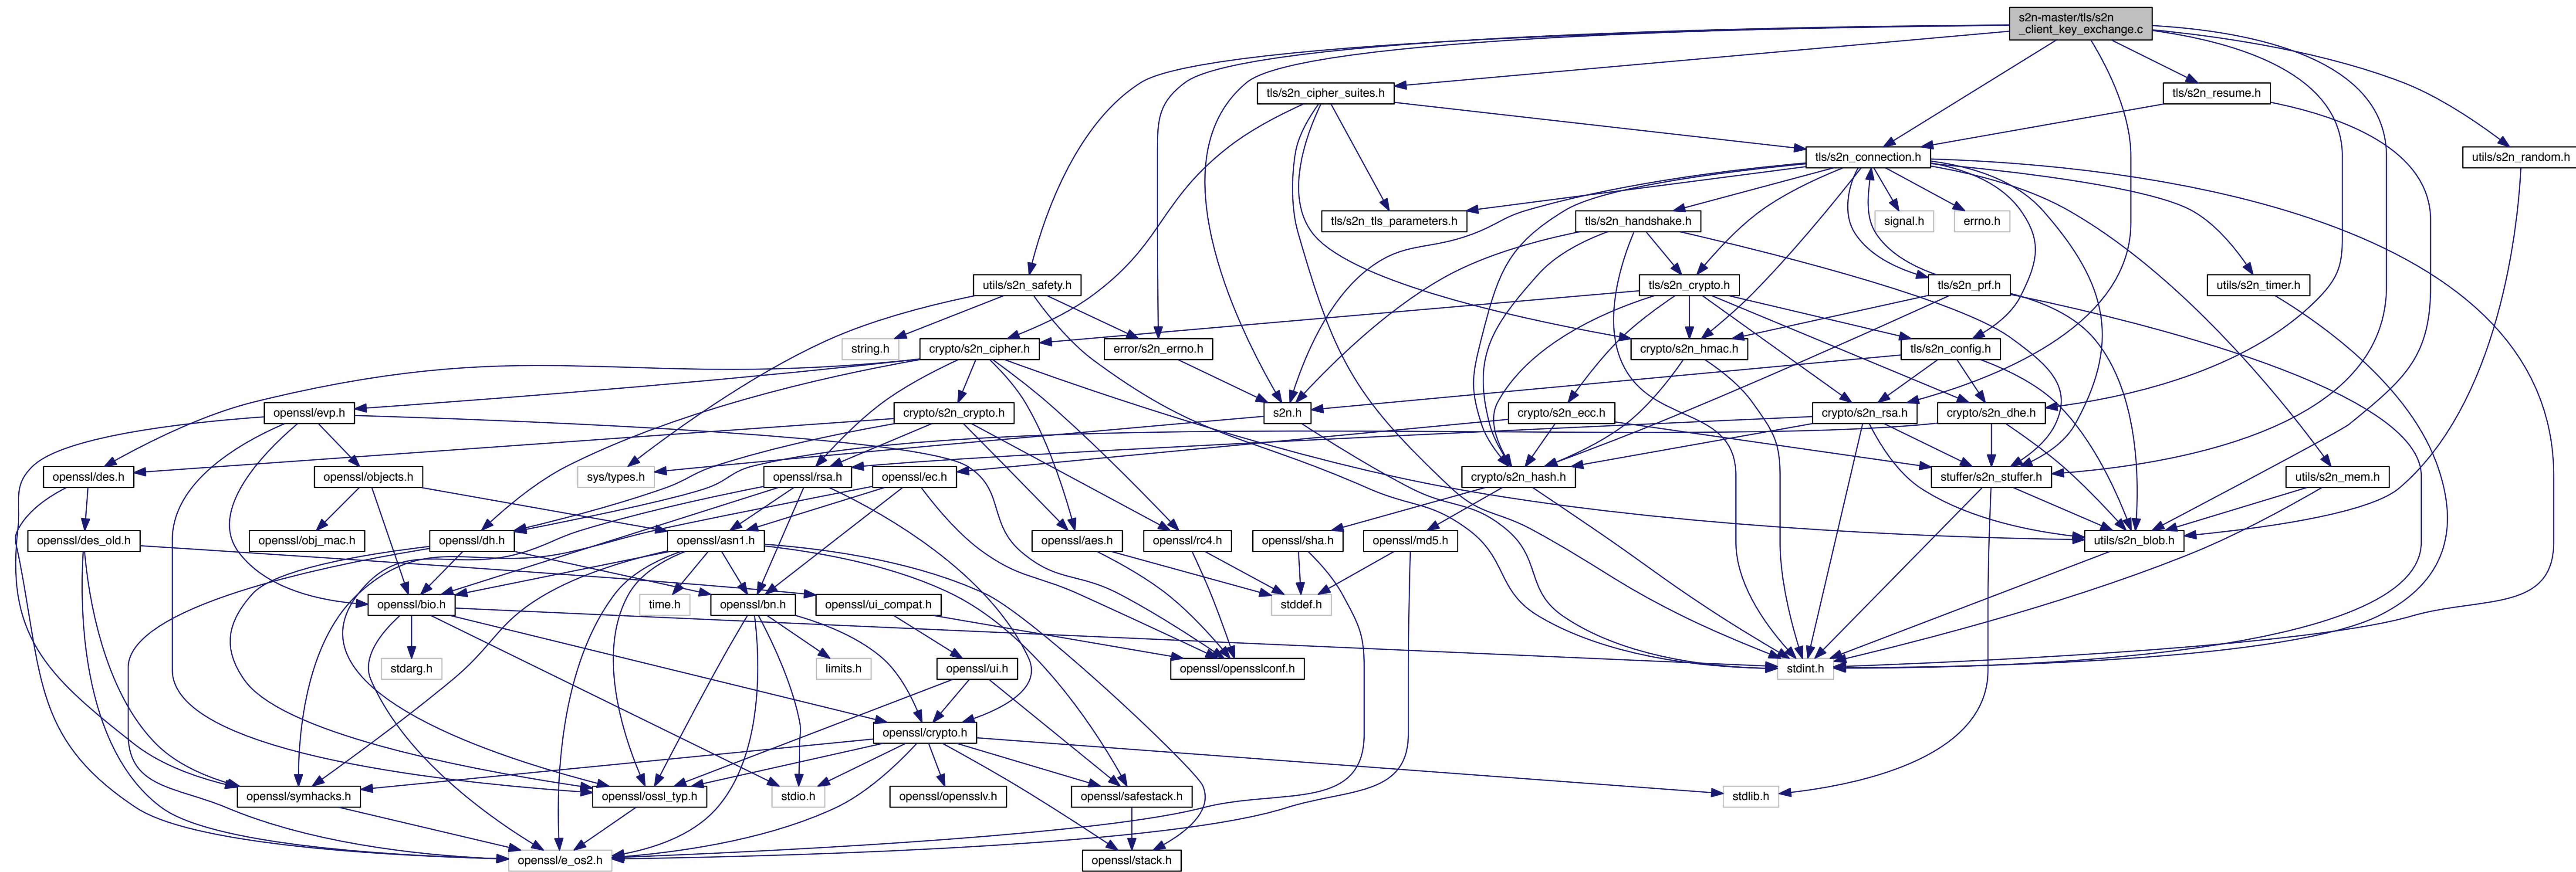 s2n-master/tls/s2n
_client_key_exchange.c
tls/s2n_cipher_suites.h
tls/s2n_resume.h
tls/s2n_connection.h
utils/s2n_random.h
tls/s2n_tls_parameters.h
tls/s2n_handshake.h
signal.h
errno.h
utils/s2n_safety.h
tls/s2n_crypto.h
tls/s2n_prf.h
utils/s2n_timer.h
string.h
crypto/s2n_cipher.h
error/s2n_errno.h
crypto/s2n_hmac.h
tls/s2n_config.h
openssl/evp.h
crypto/s2n_crypto.h
s2n.h
crypto/s2n_ecc.h
crypto/s2n_rsa.h
crypto/s2n_dhe.h
openssl/des.h
openssl/objects.h
sys/types.h
openssl/rsa.h
openssl/ec.h
crypto/s2n_hash.h
stuffer/s2n_stuffer.h
utils/s2n_mem.h
openssl/des_old.h
openssl/obj_mac.h
openssl/dh.h
openssl/asn1.h
openssl/aes.h
openssl/rc4.h
openssl/sha.h
openssl/md5.h
utils/s2n_blob.h
openssl/bio.h
time.h
openssl/bn.h
openssl/ui_compat.h
stddef.h
stdarg.h
limits.h
openssl/ui.h
openssl/opensslconf.h
stdint.h
openssl/crypto.h
openssl/symhacks.h
openssl/ossl_typ.h
stdio.h
openssl/opensslv.h
openssl/safestack.h
stdlib.h
openssl/e_os2.h
openssl/stack.h